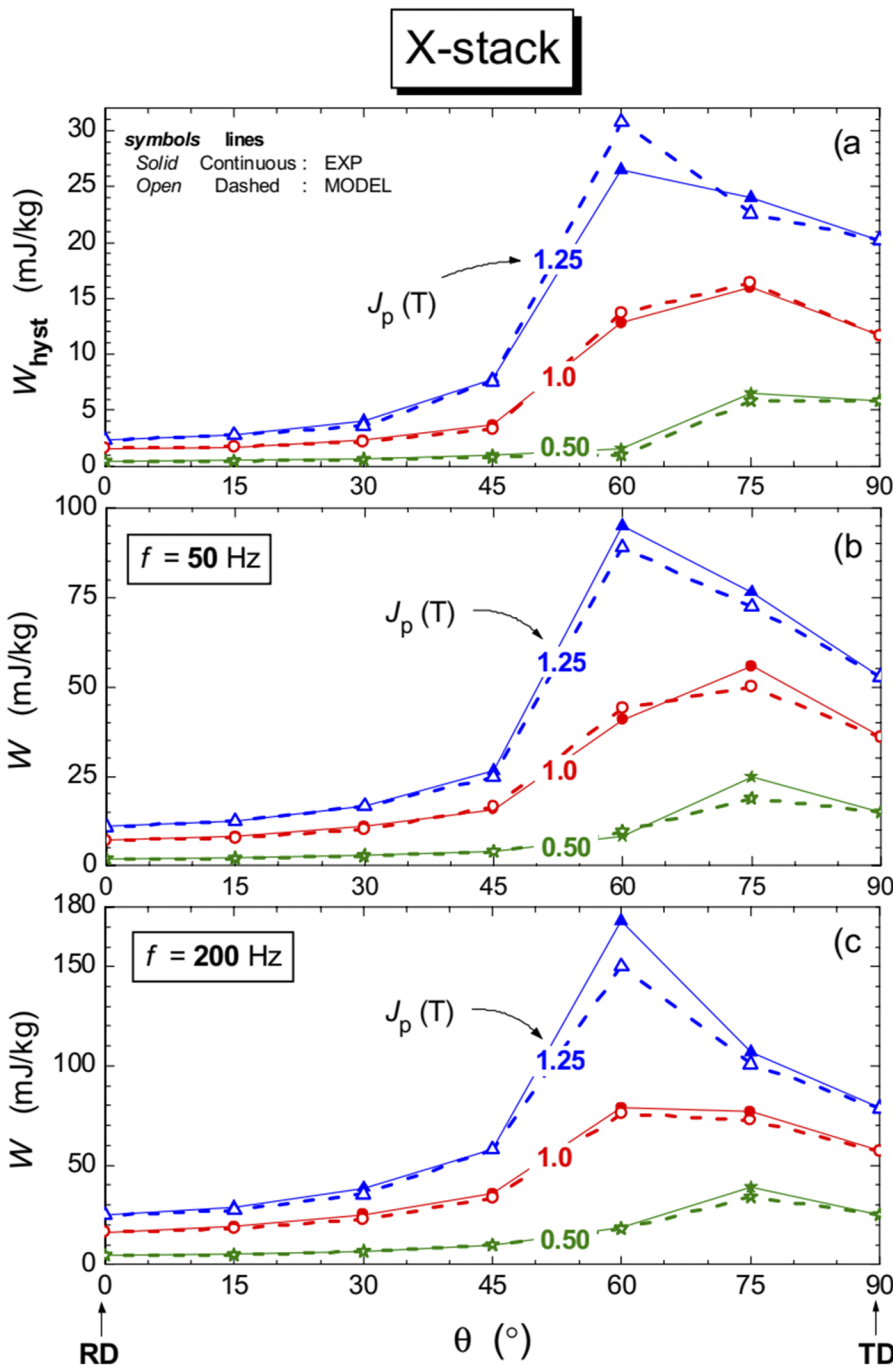 X-stack
30
25
20
15
10
5
0
W_hyst (mJ/kg)
symbols lines
Solid Continuous : EXP
Open Dashed : MODEL
(a
J_p (T)
1.25
1.0
0.50
0 15 30 45 60 75 90
100
75
50
25
0
W (mJ/kg)
f = 50 Hz
(b
J_p (T)
1.25
1.0
0.50
0 15 30 45 60 75 90
180
150
100
50
0
W (mJ/kg)
f = 200 Hz
(c
J_p (T)
1.25
1.0
0.50
0 15 30 45 60 75 90
RD θ (°) TD